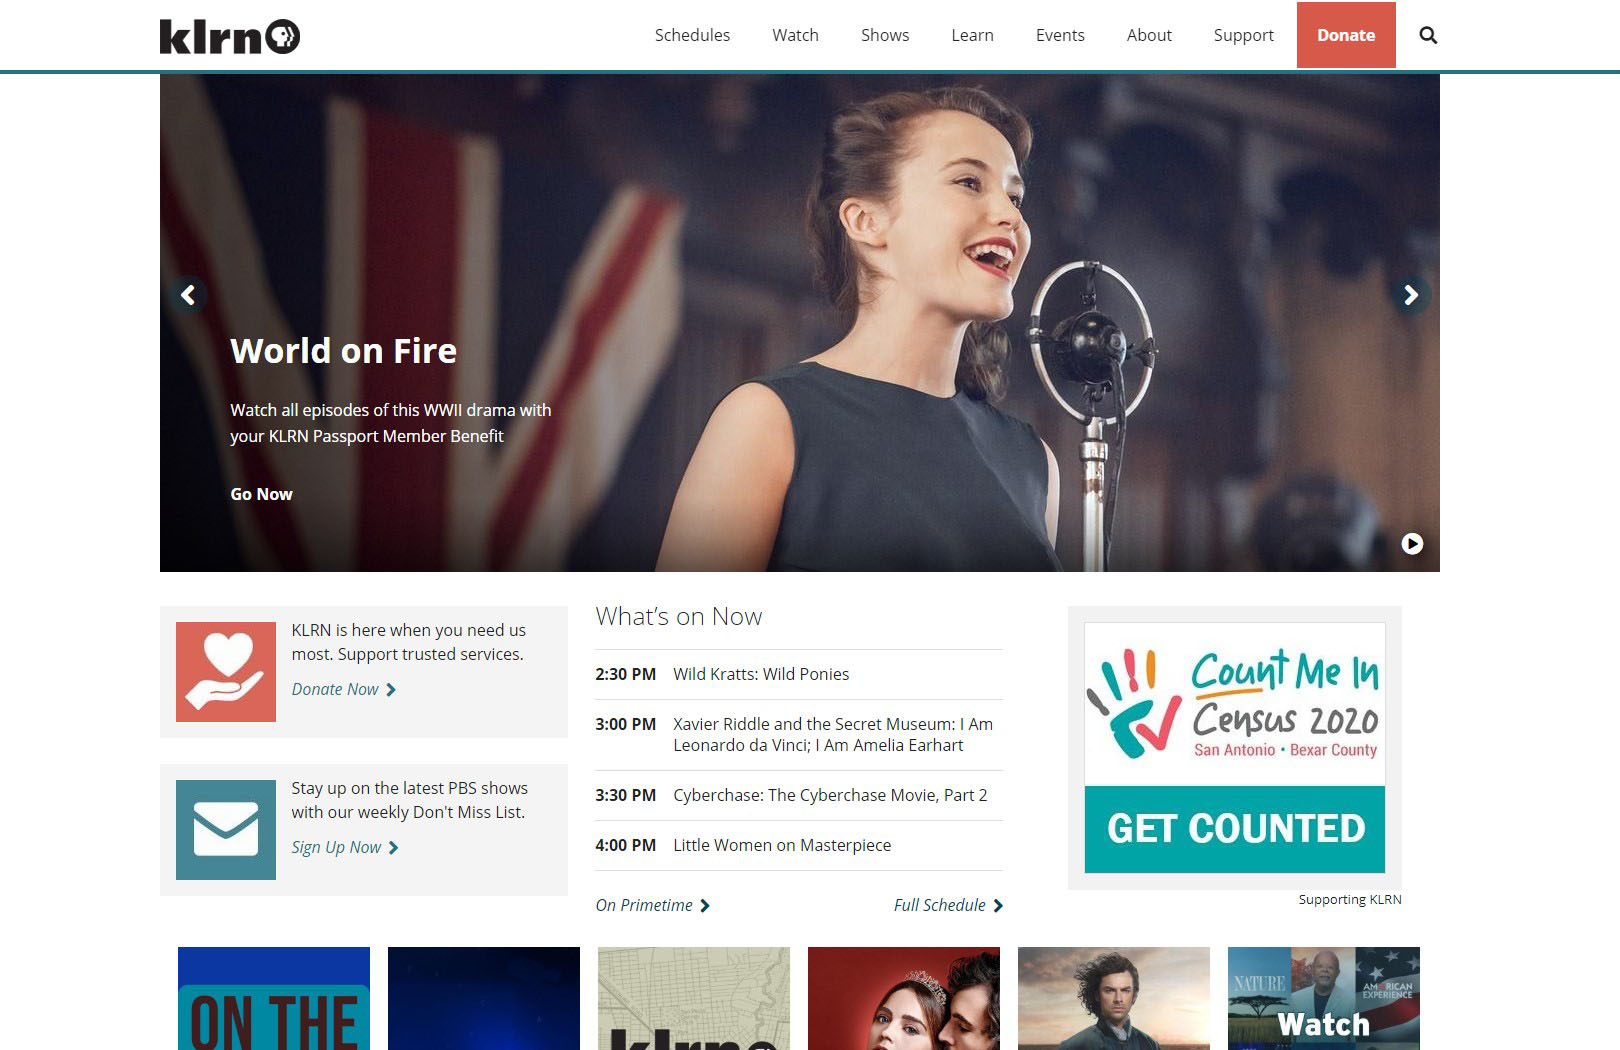 klrn
Schedules Watch Shows Learn Events About Support Donate
World on Fire
Watch all episodes of this WWII drama with
your KLRN Passport Member Benefit
Go Now
KLRN is here when you need us
most. Support trusted services.
Donate Now
Stay up on the latest PBS shows
with our weekly Don't Miss List.
Sign Up Now
What’s on Now
2:30 PM Wild Kratts: Wild Ponies
3:00 PM Xavier Riddle and the Secret Museum: I Am
Leonardo da Vinci; I Am Amelia Earhart
3:30 PM Cyberchase: The Cyberchase Movie, Part 2
4:00 PM Little Women on Masterpiece
On Primetime Full Schedule
Count Me In
Census 2020
San Antonio • Bexar County
GET COUNTED
Supporting KLRN
ON THE
klrn
NATURE
AMERICAN
EXPERIENCE
Watch